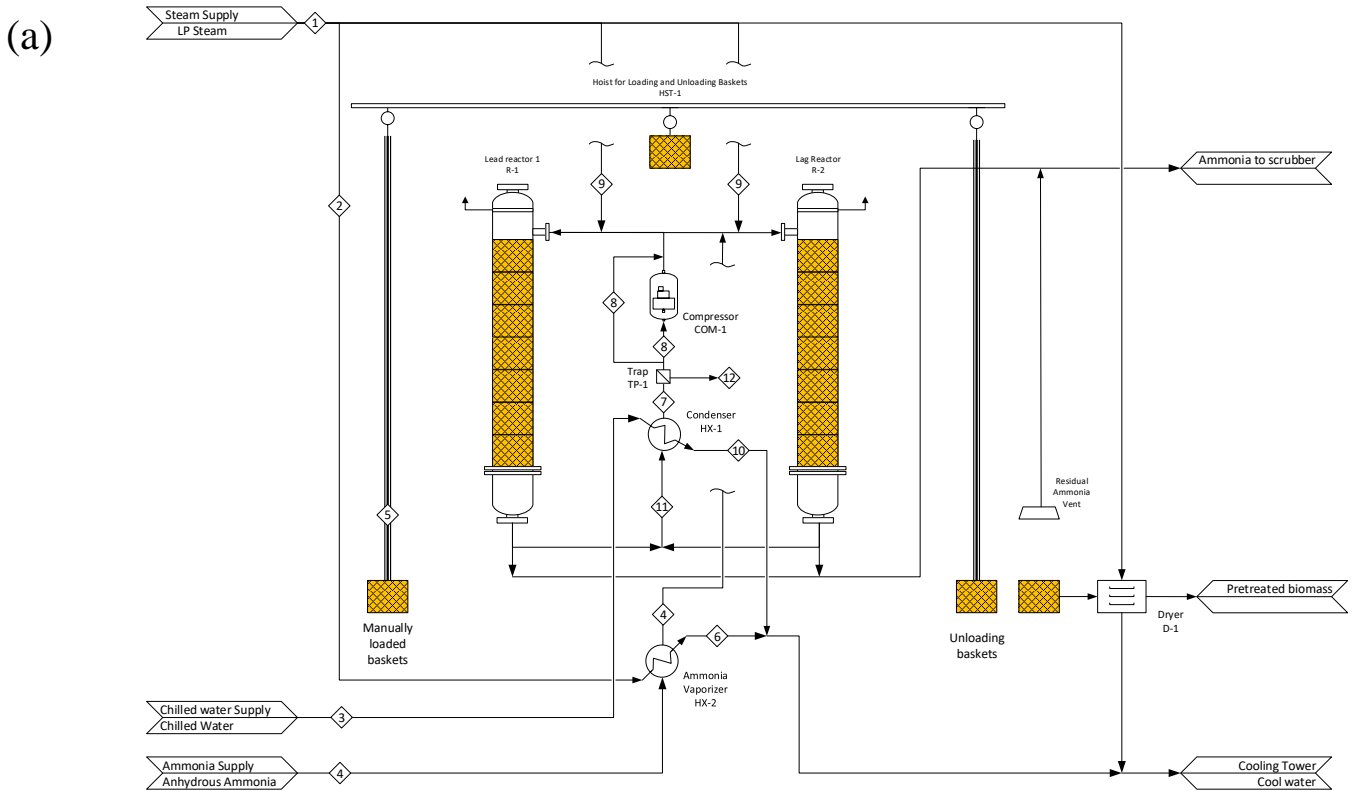 (a)
Steam Supply
LP Steam
1
Hoist for Loading and Unloading Baskets
HST-1
Lead reactor 1
R-1
Lag Reactor
R-2
Ammonia to scrubber
9
9
2
8
Compressor
COM-1
8
Trap
TP-1
12
7
Condenser
HX-1
10
11
5
Residual
Ammonia
Vent
Manually
loaded
baskets
4
6
Ammonia
Vaporizer
HX-2
Unloading
baskets
Dryer
D-1
Pretreated biomass
Chilled water Supply
Chilled Water
3
Ammonia Supply
Anhydrous Ammonia
4
Cooling Tower
Cool water